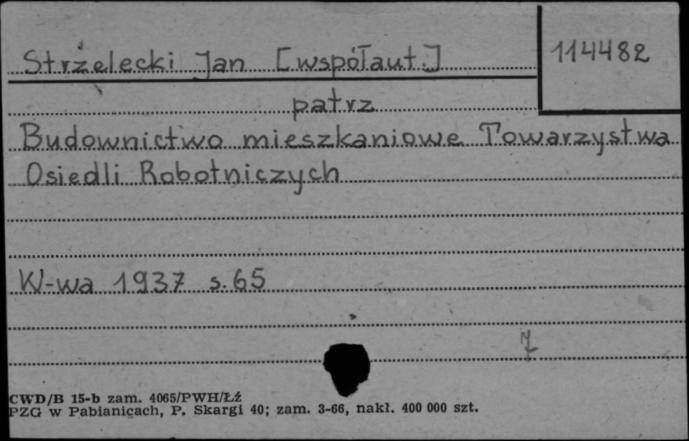 Strzelecki Jan [współaut.]
114482
patrz
Budownictwo mieszkaniowe Towarzystwa
Osiedli Robotniczych
W-wa 1937 s. 65
7
CWD/B 15-b zam. 4065/PWH/Łź
PZG w Pabianicach, P. Skargi 40; zam. 3-66, nakł. 400 000 szt.